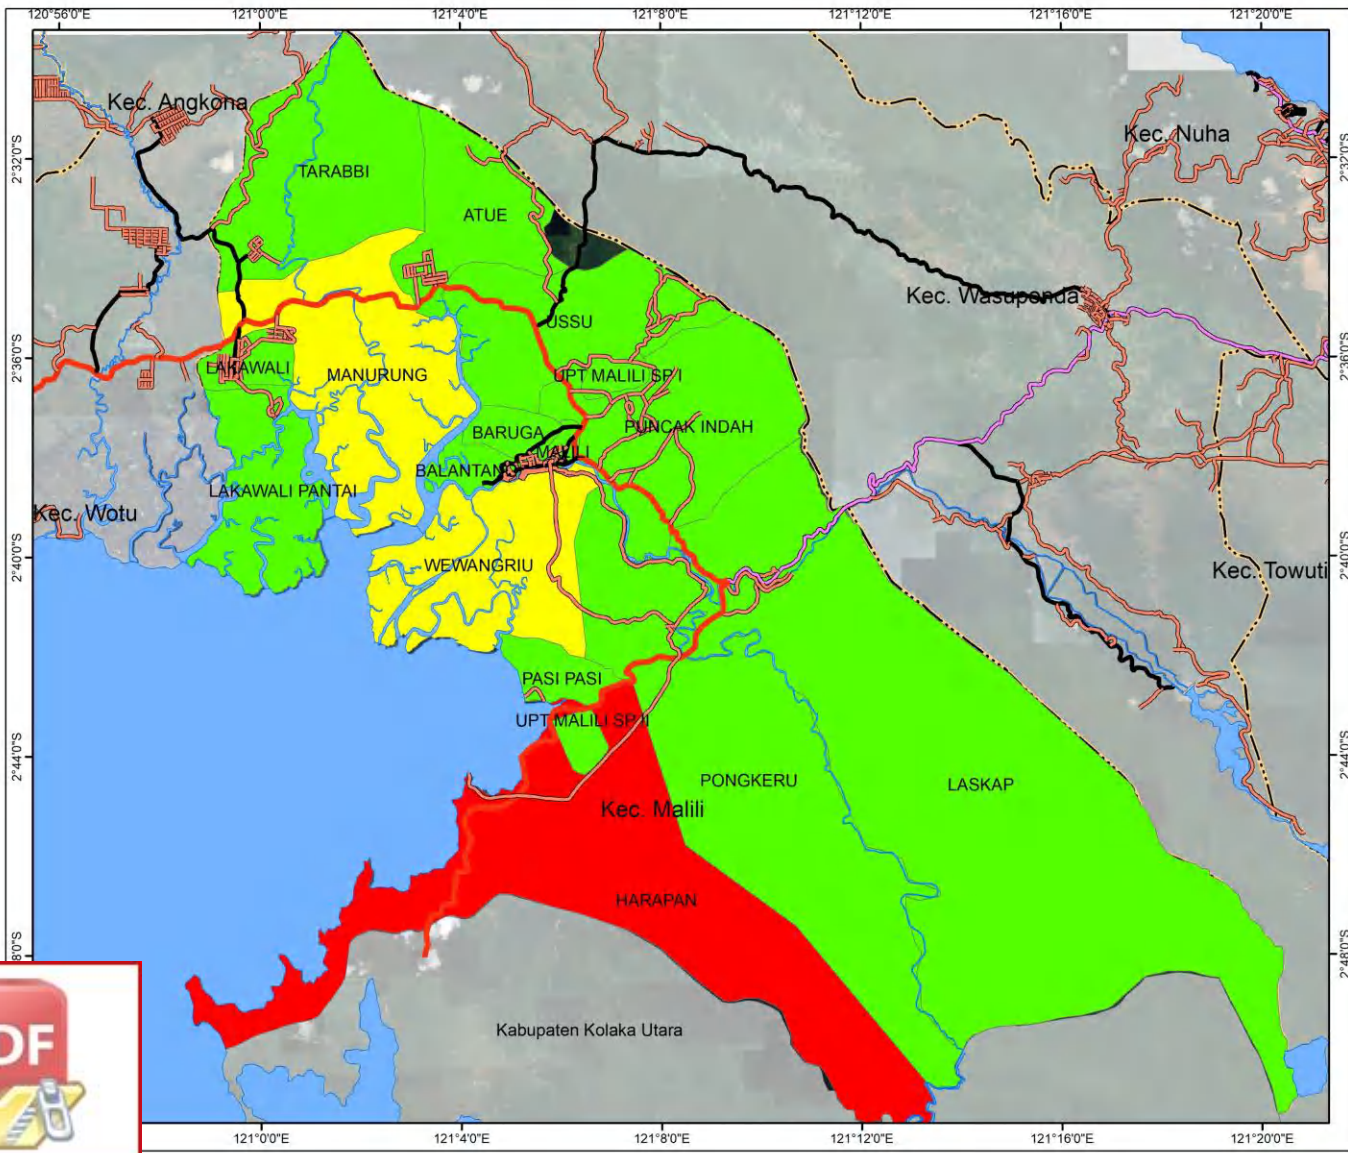 120°56'0"E
121°0'0"E
121°4'0"E
121°8'0"E
121°12'0"E
121°16'0"E
121°20'0"E
Kec. Angkona
Kec. Nuha
2°32'0"S
2°32'0"S
TARABBI
ATUE
Kec. Wasuponda
USSU
2°36'0"S
2°36'0"S
LAKAWALI
MANURUNG
UPT MALILI SP I
BARUGA
PUNCAK INDAH
MALILI
BALANTANG
LAKAWALI PANTAI
Kec. Wotu
2°40'0"S
2°40'0"S
WEWANGRIU
Kec. Towuti
PASI PASI
UPT MALILI SP II
2°44'0"S
2°44'0"S
PONGKERU
LASKAP
Kec. Malili
HARAPAN
8'0"S
2°48'0"S
Kabupaten Kolaka Utara
DF
121°0'0"E
121°4'0"E
121°8'0"E
121°12'0"E
121°16'0"E
121°20'0"E